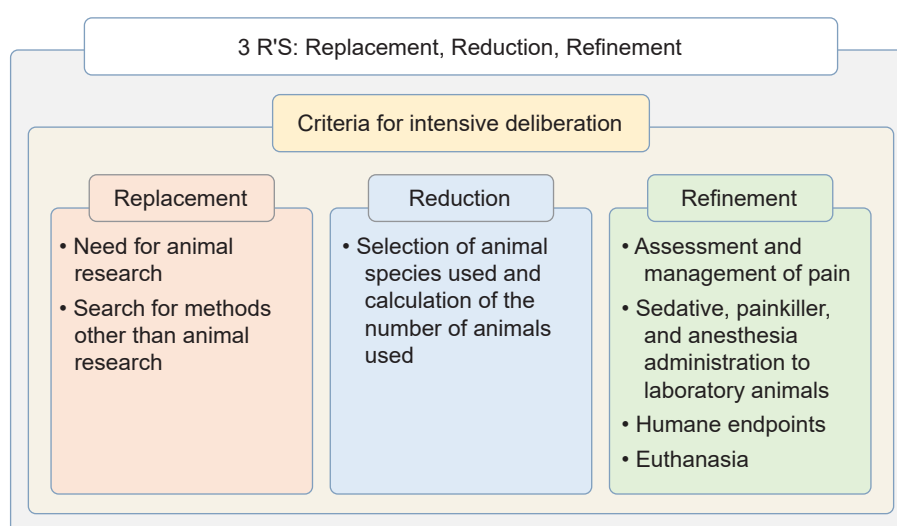 3 R'S: Replacement, Reduction, Refinement
Criteria for intensive deliberation
Replacement
• Need for animal
research
• Search for methods
other than animal
research
Reduction
• Selection of animal
species used and
calculation of the
number of animals
used
Refinement
• Assessment and
management of pain
• Sedative, painkiller,
and anesthesia
administration to
laboratory animals
• Humane endpoints
• Euthanasia